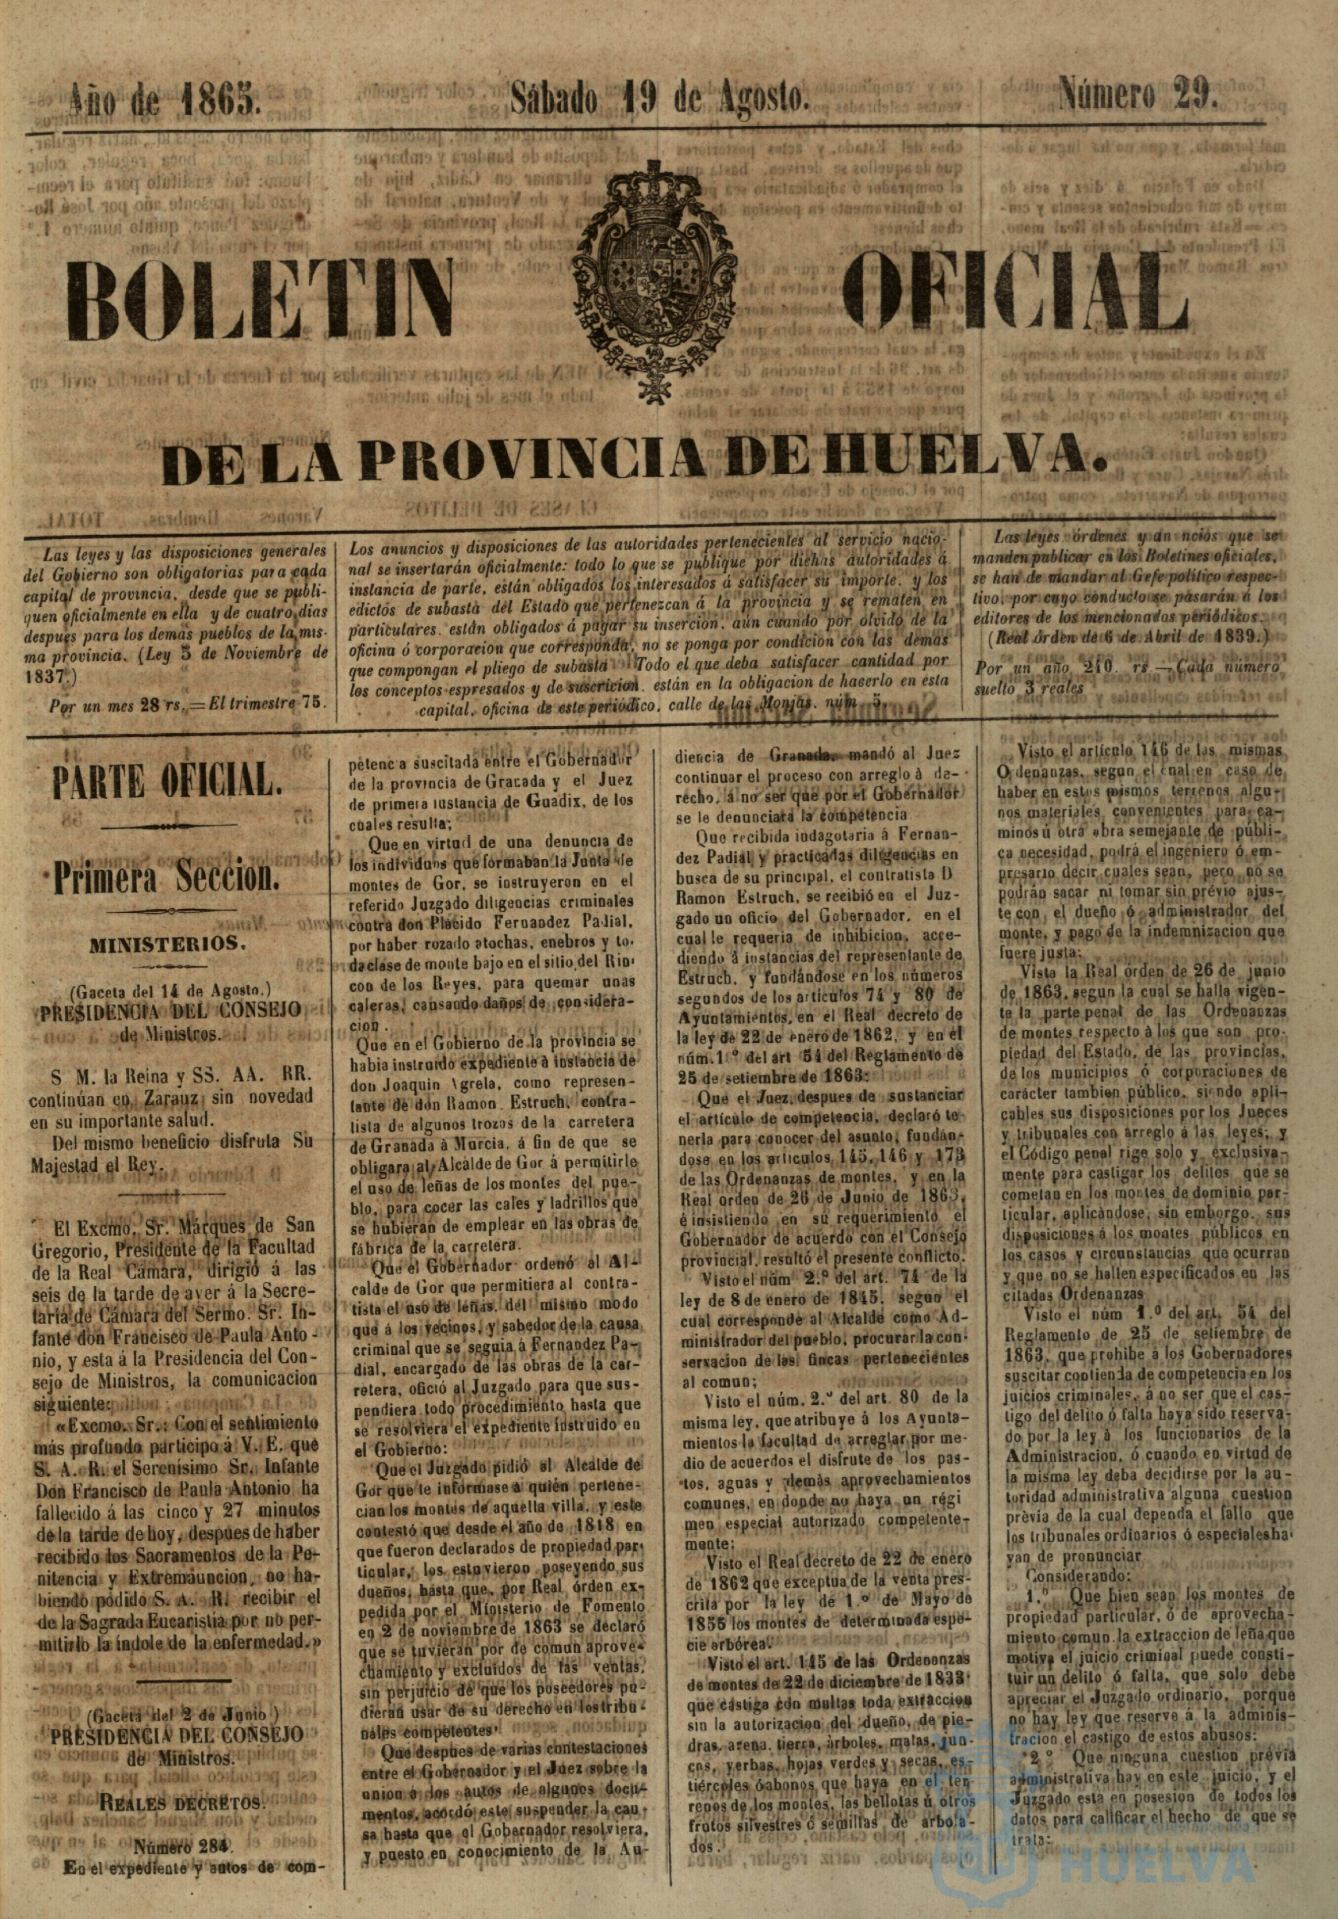 Año de 1865.
Sábado 19 de Agosto.
Número 29.
BOLETIN OFICIAL
DE LA PROVINCIA DE HUELVA.
Las leyes y las disposiciones generales
del Gobierno son obligatorias para cada
capital de provincia, desde que se publi-
quen oficialmente en ella y de cuatro dias
despues para los demás pueblos de la mis-
ma provincia. (Ley 3 de Noviembre de
1837.)
Por un mes 28 rs.=El trimestre 75.
Los anuncios y disposiciones de las autoridades pertenecientes al servicio nacio-
nal se insertarán oficialmente: todo lo que se publique por dichas autoridades á
instancia de parte, están obligados los interesados á satisfacer su importe. y los
edictos de subasta del Estado que pertenezcan á la provincia y se rematen en
particulares. están obligados á pagar su insercion. aun cuando por olvido de la
oficina ó corporacion que corresponda, no se ponga por condicion con las demas
que compongan el pliego de subasta Todo el que deba satisfacer cantidad por
los conceptos espresados y de suscricion. están en la obligacion de hacerlo en esta
capital, oficina de este periódico, calle de las Monjas. núm. 5.
Las leyes órdenes y an ncios que se
manden publicar en los Boletines oficiales,
se han de mandar al Gefe politico respec-
tivo, por cuyo conducto se pasarán á los
editores de los mencionados periódicos.
(Real órden de 6 de Abril de 1839.)
Por un año 240. rs —Cada número
suelto 3 reales
PARTE OFICIAL.
Primera Seccion.
MINISTERIOS.
(Gaceta del 14 de Agosto.)
PRESIDENCIA DEL CONSEJO
de Ministros.
S M. la Reina y SS. AA. RR.
continúan en Zarauz sin novedad
en su importante salud.
Del mismo beneficio disfruta Su
Majestad el Rey.
El Excmo. Sr. Marques de San
Gregorio, Presidente de la Facultad
de la Real Cámara, dirigió á las
seis de la tarde de ayer á la Secre-
taria de Cámara del Sermo. Sr. In-
fante don Francisco de Paula Anto-
nio, y esta á la Presidencia del Con-
sejo de Ministros, la comunicacion
siguiente:
«Excmo. Sr.: Con el sentimiento
más profundo participo á V. E. que
S. A. R. el Serenísimo Sr. Infante
Don Francisco de Paula Antonio ha
fallecido á las cinco y 27 minutos
de la tarde de hoy, despues de haber
recibido los Sacramentos de la Pe-
nitencia y Extremauncion, no ha-
biendo podido S. A. R. recibir el
de la Sagrada Eucaristia por no per-
mitirlo la índole de la enfermedad.»
(Gaceta del 2 de Junio )
PRESIDENCIA DEL CONSEJO
de Ministros.
REALES DECRETOS.
Número 284.
En el expediente y autos de com-
petenc a suscitada entre el Gobernador
de la provincia de Gracada y el Juez
de primera instancia de Guadix, de los
cuales resulta;
Que en virtud de una denuncia de
los individuos que formaban la Junta de
montes de Gor, se instruyeron en el
referido Juzgado diligencias criminales
contra don Placido Fernandez Padial,
por haber rozado atochas, enebros y to-
da clase de monte bajo en el sitio del Rin-
con de los Reyes, para quemar unas
caleras, causando daños de considera-
cion.
Que en el Gobierno de la provincia se
habia instruido expediente á instancia de
don Joaquin Agrela, como represen-
tante de don Ramon Estruch, contra-
tista de algunos trozos de la carretera
de Granada á Murcia, á fin de que se
obligara al Alcalde de Gor á permitirle
el uso de leñas de los montes del pue-
blo, para cocer las cales y ladrillos que
se hubieran de emplear en las obras de
fábrica de la carretera.
Que el Gobernador ordenó al Al-
calde de Gor que permitiera al contra-
tista el uso de leñas, del mismo modo
que á los vecinos, y sabedor de la causa
criminal que se seguia á Fernandez Pa-
dial, encargado de las obras de la car-
retera, ofició al Juzgado para que sus-
pendiera todo procedimiento hasta que
se resolviera el expediente instruido en
el Gobierno:
Que el Juzgado pidió al Alcalde de
Gor que le informase á quién pertene-
cian los montes de aquella villa, y este
contestó que desde el año de 1818 en
que fueron declarados de propiedad par-
ticular, los estuvieron poseyendo sus
dueños, hasta que, por Real órden ex-
pedida por el Ministerio de Fomento
en 2 de noviembre de 1863 se declaró
que se tuvieran por de comun aprove-
chamiento y excluidos de las ventas,
sin perjuicio de que los poseedores pu-
dieran usar de su derecho en los tribu-
nales competentes:
Que despues de varias contestaciones
entre el Gobernador y el Juez sobre la
union á los autos de algunos docu-
mentos, acordó este suspender la cau-
sa hasta que el Gobernador resolviera,
y puesto en conocimiento de la Au-
diencia de Granada, mandó al Juez
continuar el proceso con arreglo á de-
recho, á no ser que por el Gobernador
se le denunciara la competencia
Que recibida indagatoria á Fernan-
dez Padial y practicadas diligencias en
busca de su principal, el contratista D
Ramon Estruch, se recibió en el Juz-
gado un oficio del Gobernador, en el
cual le requeria de inhibicion, acce-
diendo á instancias del representante de
Estruch, y fundándose en los números
segundos de los artículos 74 y 80 de
Ayuntamientos, en el Real decreto de
la ley de 22 de enero de 1862, y en el
núm. 1.º del art 54 del Reglamento de
25 de setiembre de 1863:
Que el Juez, despues de sustanciar
el artículo de competencia, declaró te-
nerla para conocer del asunto, fundán-
dose en los artículos 145, 146 y 173
de las Ordenanzas de montes, y en la
Real orden de 26 de Junio de 1863,
é insistiendo en su requerimiento el
Gobernador de acuerdo con el Consejo
provincial, resultó el presente conflicto.
Visto el núm 2.º del art. 74 de la
ley de 8 de enero de 1845. segun el
cual corresponde al Alcalde como Ad-
ministrador del pueblo, procurar la con-
servacion de las fincas pertenecientes
al comun;
Visto el núm. 2.º del art. 80 de la
misma ley, que atribuye á los Ayunta-
mientos la facultad de arreglar por me-
dio de acuerdos el disfrute de los pas-
tos, aguas y demás aprovechamientos
comunes, en donde no haya un régi
men especial autorizado competente-
mente;
Visto el Real decreto de 22 de enero
de 1862 que exceptua de la venta pres-
crita por la ley de 1.º de Mayo de
1855 los montes de determinada espe-
cie arbórea.
Visto el art. 145 de las Ordenanzas
de montes de 22 de diciembre de 1833
que castiga con multas toda extraccion
sin la autorizacion del dueño, de pie-
dras, arena, tierra, árboles, matas, jun-
cos, yerbas, hojas verdes y secas, es-
tiércoles ó abonos, que haya en el ter-
renos de los montes, las bellotas ú otros
frutos silvestres ó semillas de arbola-
dos.
Visto el artículo 146 de las mismas
O denanzas, segun el cual en caso de
haber en estos mismos terrenos algu-
nos materiales convenientes para ca-
minos ú otra obra semejante de públi-
ca necesidad, podrá el ingeniero ó em-
presario decir cuales sean, pero no se
podrán sacar ni tomar sin prévio ajus-
te con el dueño ó administrador del
monte, y pago de la indemnizacion que
fuere justa;
Vista la Real órden de 26 de junio
de 1863, segun la cual se halla vigen-
te la parte penal de las Ordenanzas
de montes respecto á los que son pro-
piedad del Estado, de las provincias,
de los municipios ó corporaciones de
carácter tambien público, si ndo apli-
cables sus disposiciones por los Jueces
y tribunales con arreglo á las leyes; y
el Código penal rige solo y exclusiva-
mente para castigar los delitos que se
cometan en los montes de dominio par-
ticular, aplicándose, sin emborgo, sus
disposiciones á los montes públicos en
los casos y circunstancias que ocurran
y que no se hallen especificados en las
citadas Ordenanzas
Visto el núm 1.º del art. 54 del
Reglamento de 25 de setiembre de
1863, que prohibe á los Gobernadores
suscitar contienda de competencia en los
juicios criminales, á no ser que el cas-
tigo del delito ó falta haya sido reserva-
do por la ley á los funcionarios de la
Administracion, ó cuando en virtud de
la misma ley deba decidirse por la au-
toridad administrativa alguna cuestion
prévia de la cual dependa el fallo que
los tribunales ordinarios ó especiales ha-
yan de pronunciar
Considerando:
1.º Que bien sean los montes de
propiedad particular, ó de aprovecha-
miento comun, la extraccion de leña que
motiva el juicio criminal puede consti-
tuir un delito ó falta, que solo debe
apreciar el Juzgado ordinario, porque
no hay ley que reserve á la adminis-
tracion el castigo de estos abusos:
2 º Que ninguna cuestion prévia
administrativa hay en este juicio, y el
Juzgado esta en posesion de todos los
datos para calificar el hecho de que se
trata:
HUELVA